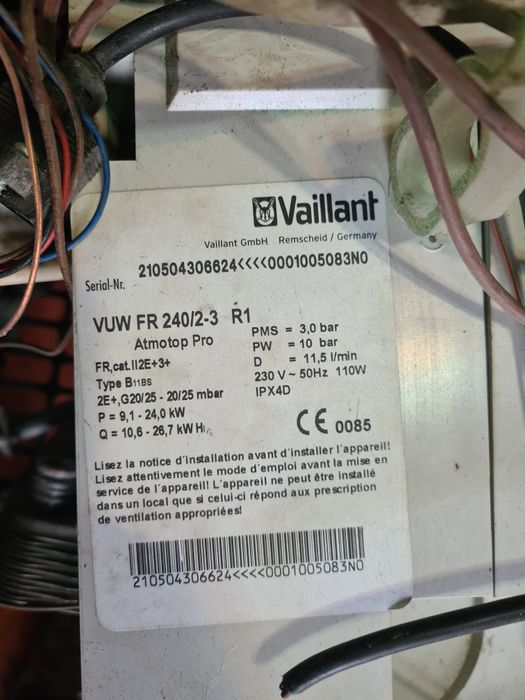 Vaillant
Vaillant GmbH Remscheid / Germany
Serial-Nr. 210504306624<<<<0001005083N0
VUW FR 240/2-3 R1
Atmotop Pro
FR,cat.II2E+3+
Type B11BS
2E+,G20/25 - 20/25 mbar
P = 9,1 - 24,0 kW
Q = 10,6 - 26,7 kW Hi
PMS = 3,0 bar
PW = 10 bar
D = 11,5 l/min
230 V ~ 50Hz 110W
IPX4D
CE 0085
Lisez la notice d'installation avant d'installer l'appareil!
Lisez attentivement le mode d'emploi avant la mise en
service de l'appareil! L'appareil ne peut être installé
dans un local que si celui-ci répond aux prescription
de ventilation appropriées!
210504306624<<<<0001005083N0